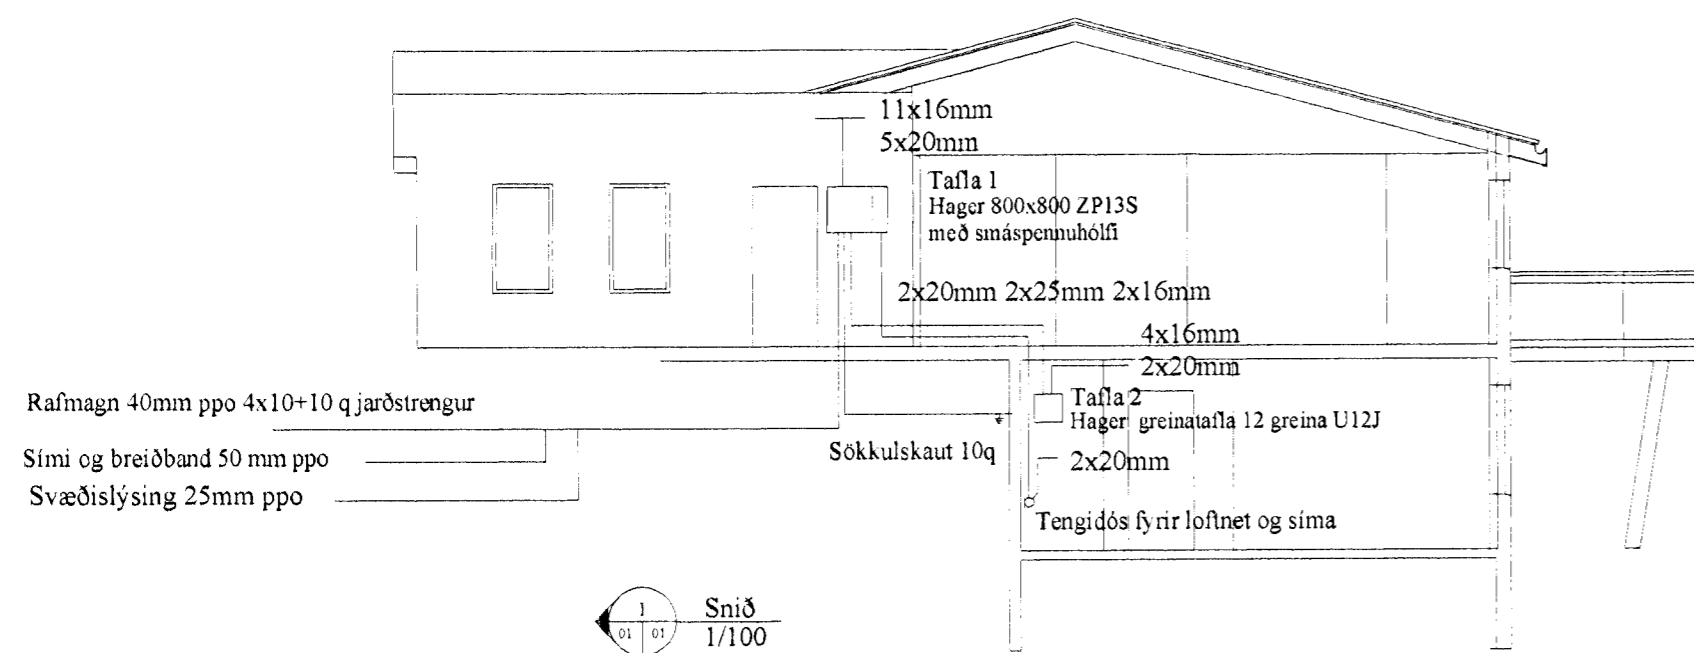 11x16mm
5x20mm
Tafla 1
Hager 800x800 ZP13S
með smáspennuhólfi
2x20mm 2x25mm 2x16mm
4x16mm
2x20mm
Rafmagn 40mm ppo 4x10+10 q jarðstrengur
Tafla 2
Hager greinatafla 12 greina U12J
Sökkulskaut 10q
Sími og breiðband 50 mm ppo
2x20mm
Svæðislýsing 25mm ppo
Tengidós fyrir loftnet og síma
1
01 01
Snið
1/100